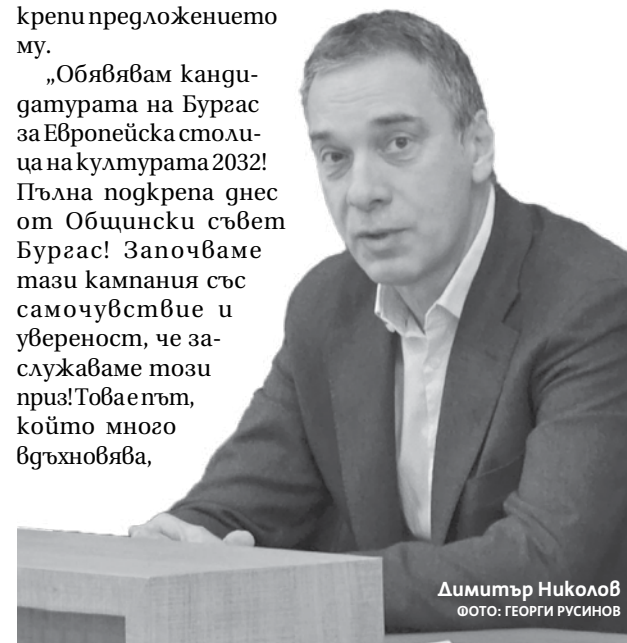 крепи предложението
му.
„Обявявам канди-
датурата на Бургас
за Европейска столи-
ца на културата 2032!
Пълна подкрепа днес
от Общински съвет
Бургас! Започваме
тази кампания със
самочувствие и
увереност, че за-
служаваме този
приз! Това е път,
който много
вдъхновява,
Димитър Николов
ФОТО: ГЕОРГИ РУСИНОВ